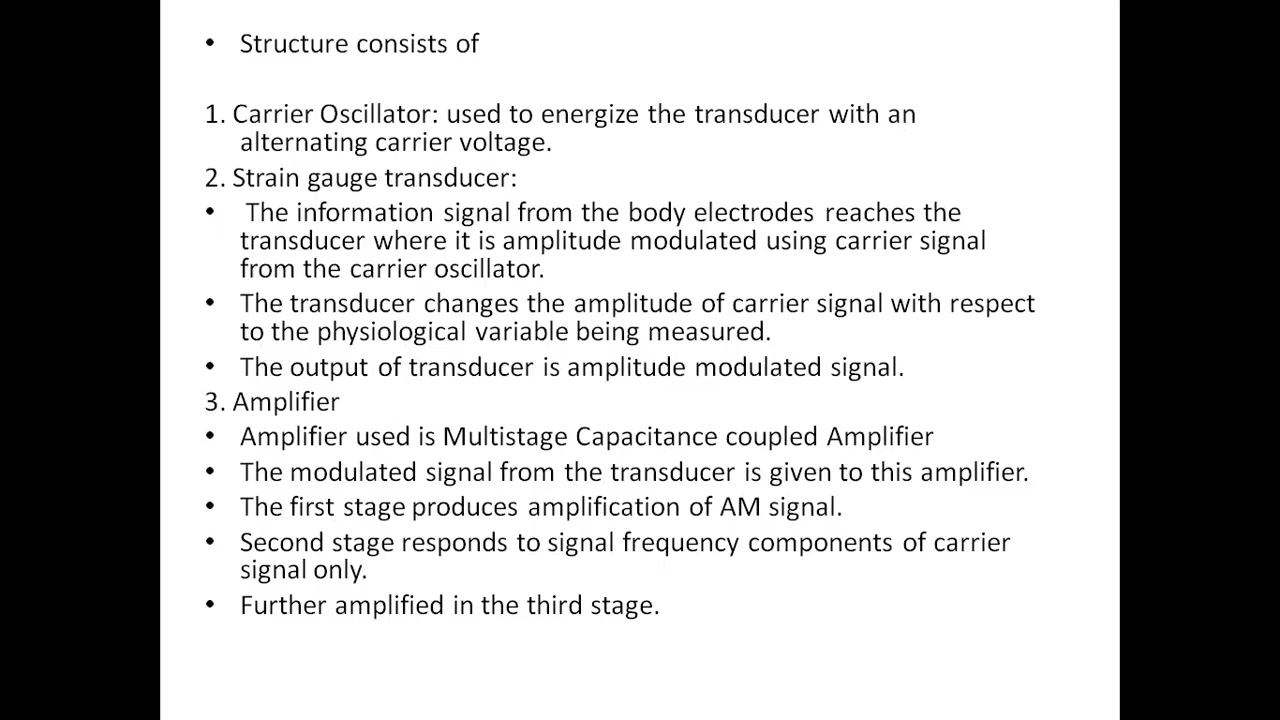 • Structure consists of
1. Carrier Oscillator: used to energize the transducer with an
alternating carrier voltage.
2. Strain gauge transducer:
• The information signal from the body electrodes reaches the
transducer where it is amplitude modulated using carrier signal
from the carrier oscillator.
• The transducer changes the amplitude of carrier signal with respect
to the physiological variable being measured.
• The output of transducer is amplitude modulated signal.
3. Amplifier
• Amplifier used is Multistage Capacitance coupled Amplifier
• The modulated signal from the transducer is given to this amplifier.
• The first stage produces amplification of AM signal.
• Second stage responds to signal frequency components of carrier
signal only.
• Further amplified in the third stage.